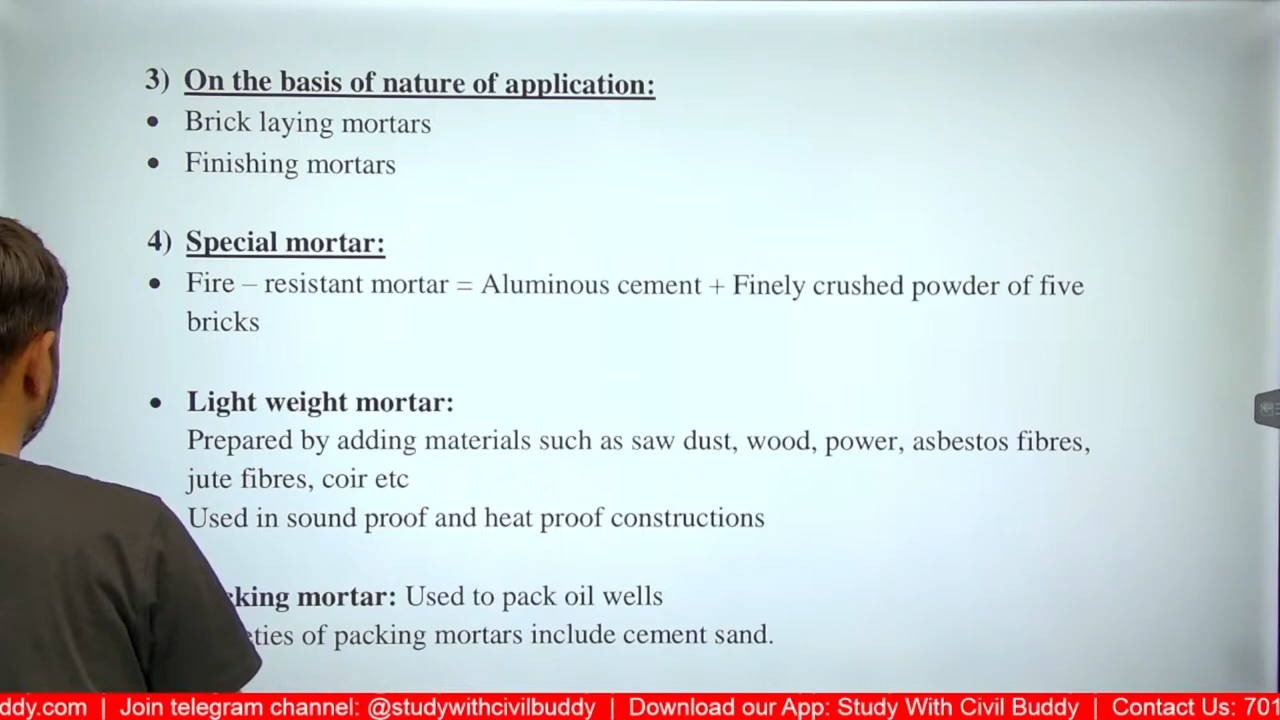 3) On the basis of nature of application:
• Brick laying mortars
• Finishing mortars
4) Special mortar:
• Fire – resistant mortar = Aluminous cement + Finely crushed powder of five
bricks
• Light weight mortar:
Prepared by adding materials such as saw dust, wood, power, asbestos fibres,
jute fibres, coir etc
Used in sound proof and heat proof constructions
mortar: Used to pack oil wells
of packing mortars include cement sand.
| Join telegram channel: @studywithcivilbuddy | Download our App: Study With Civil Buddy | Contact Us: 701